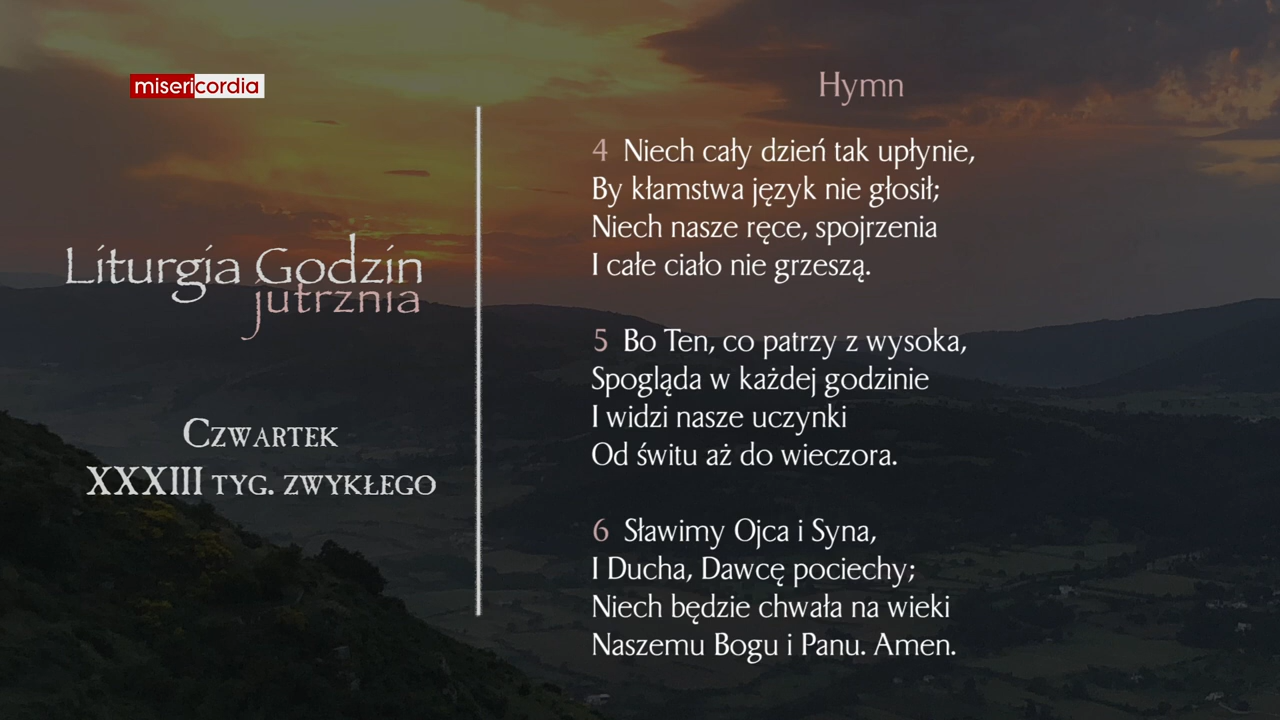 misericordia
Liturgia Godzin
jutrznia
Czwartek
XXXIII tyg. zwykłego
Hymn
4 Niech cały dzień tak upłynie,
By kłamstwa język nie głosił;
Niech nasze ręce, spojrzenia
I całe ciało nie grzeszą.
5 Bo Ten, co patrzy z wysoka,
Spogląda w każdej godzinie
I widzi nasze uczynki
Od świtu aż do wieczora.
6 Sławimy Ojca i Syna,
I Ducha, Dawcę pociechy;
Niech będzie chwała na wieki
Naszemu Bogu i Panu. Amen.